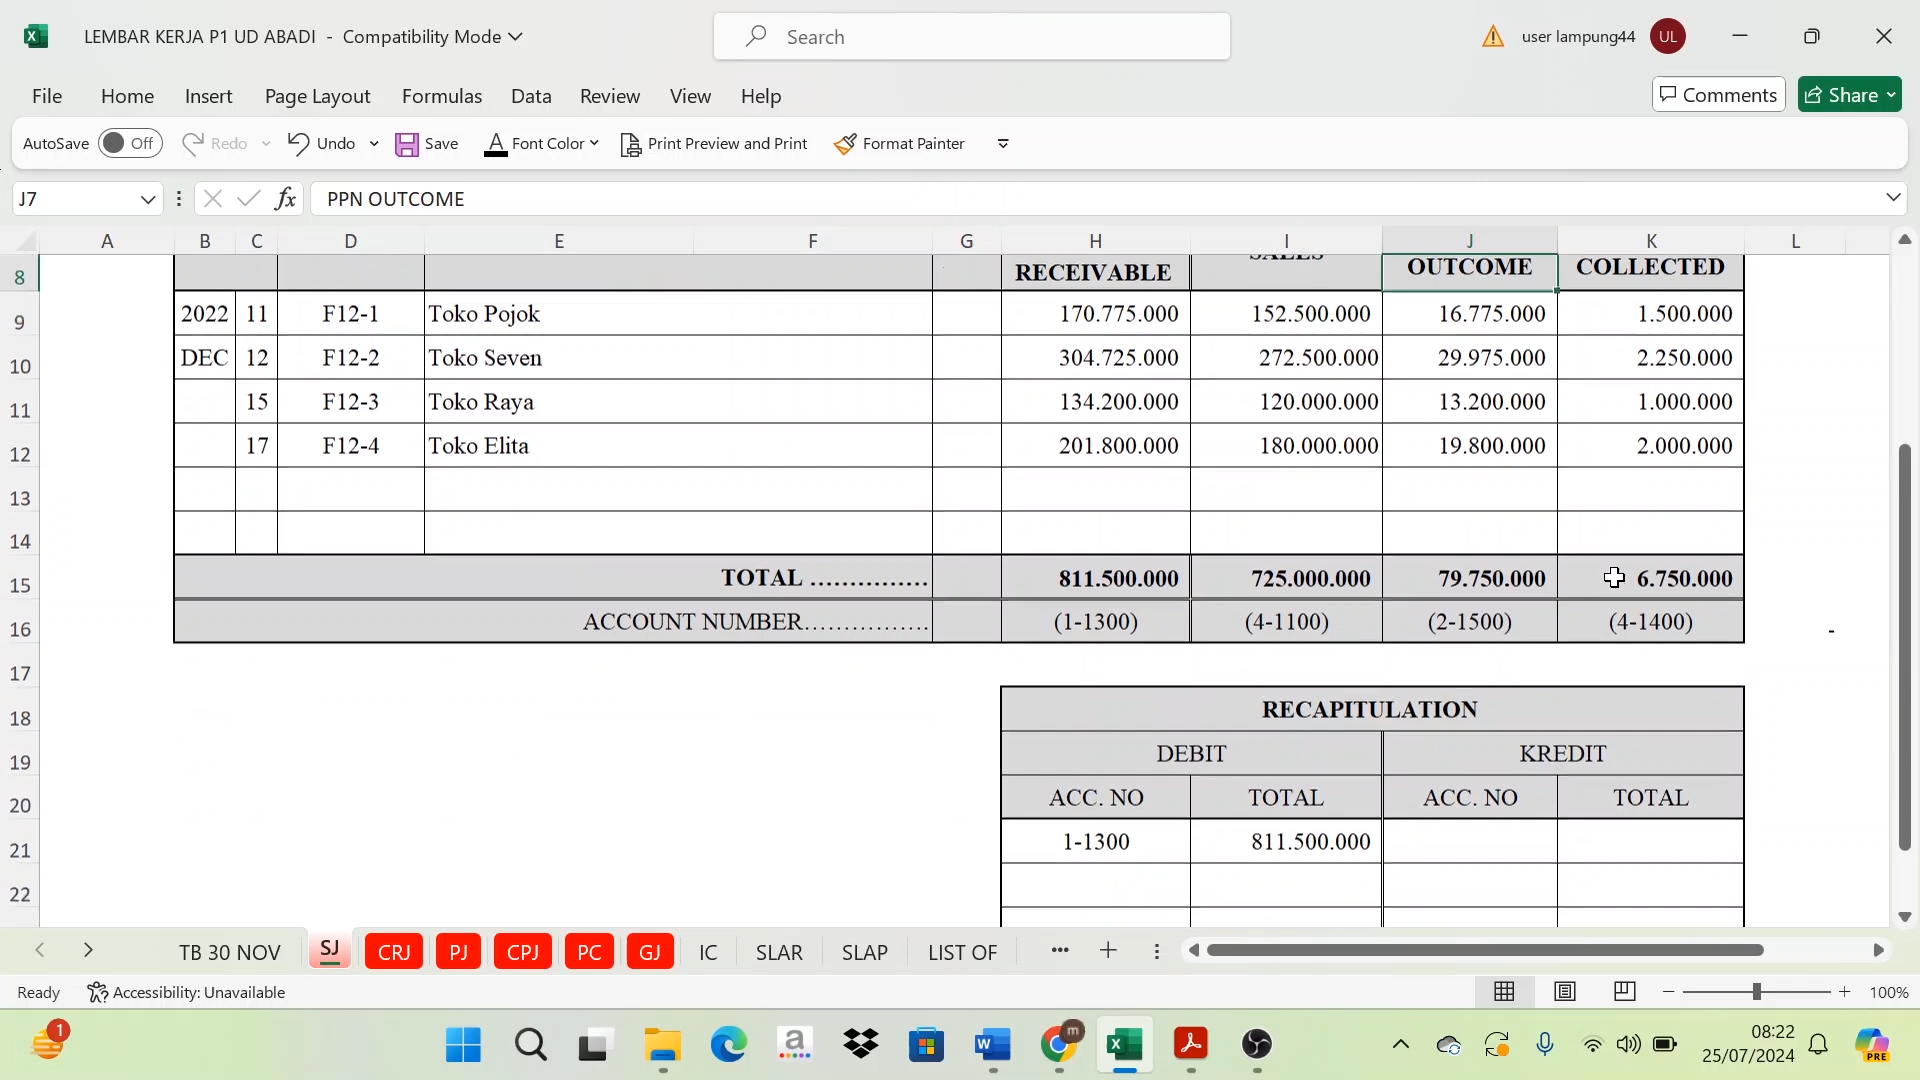 LEMBAR KERJA P1 UD ABADI - Compatibility Mode
Search
user lampung44
UL
File Home Insert Page Layout Formulas Data Review View Help
Comments
Share
AutoSave Off Redo Undo Save Font Color Print Preview and Print Format Painter
J7 fx PPN OUTCOME
A B C D E F G H I J K L
8 RECEIVABLE SALES OUTCOME COLLECTED
9 2022 11 F12-1 Toko Pojok 170.775.000 152.500.000 16.775.000 1.500.000
10 DEC 12 F12-2 Toko Seven 304.725.000 272.500.000 29.975.000 2.250.000
11 15 F12-3 Toko Raya 134.200.000 120.000.000 13.200.000 1.000.000
12 17 F12-4 Toko Elita 201.800.000 180.000.000 19.800.000 2.000.000
13
14
15 TOTAL ............... 811.500.000 725.000.000 79.750.000 6.750.000
16 ACCOUNT NUMBER................ (1-1300) (4-1100) (2-1500) (4-1400) -
17
18 RECAPITULATION
19 DEBIT KREDIT
20 ACC. NO TOTAL ACC. NO TOTAL
21 1-1300 811.500.000
22
TB 30 NOV SJ CRJ PJ CPJ PC GJ IC SLAR SLAP LIST OF ...
Ready Accessibility: Unavailable 100%
1
a
W
m
X
PRE
08:22
25/07/2024